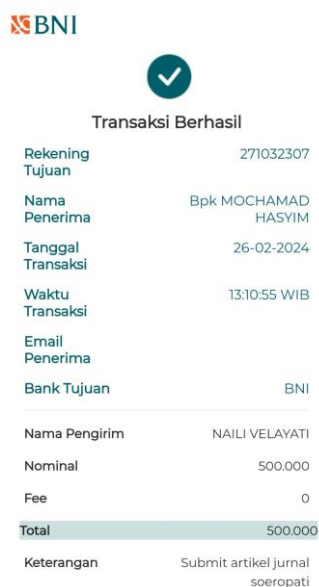 BNI
Transaksi Berhasil
Rekening Tujuan 271032307
Nama Penerima Bpk MOCHAMAD HASYIM
Tanggal Transaksi 26-02-2024
Waktu Transaksi 13:10:55 WIB
Email Penerima
Bank Tujuan BNI
Nama Pengirim NAILI VELAYATI
Nominal 500.000
Fee 0
Total 500.000
Keterangan Submit artikel jurnal soeropati